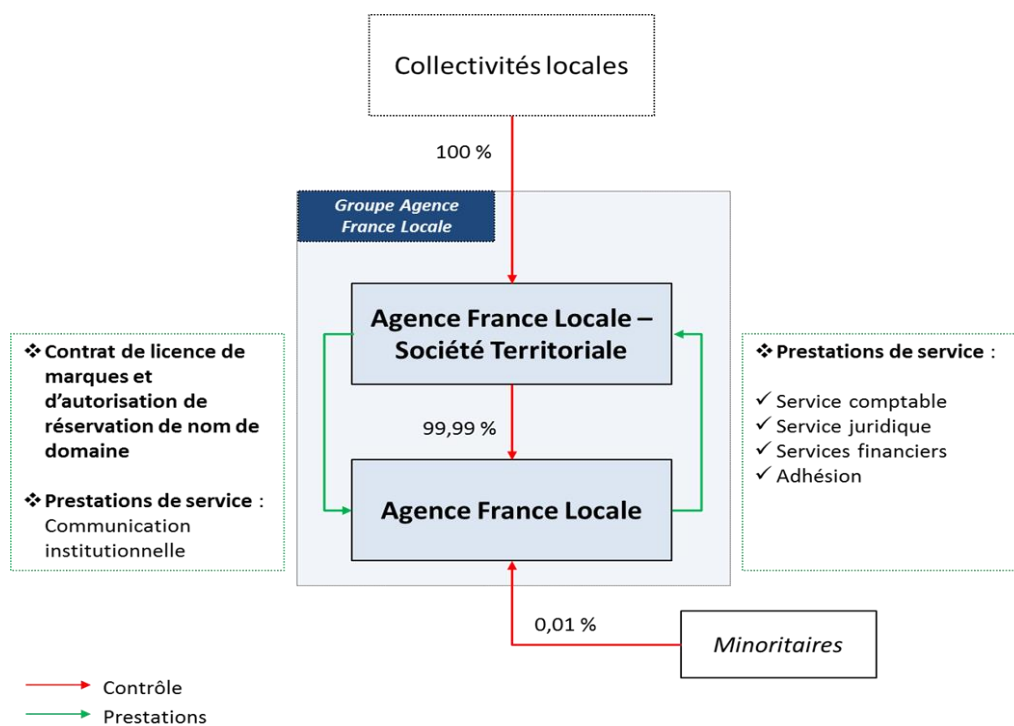 Collectivités locales
100 %
Groupe Agence
France Locale
Agence France Locale –
Société Territoriale
❖ Contrat de licence de
marques et
d’autorisation de
réservation de nom de
domaine
❖ Prestations de service :
Communication
institutionnelle
99,99 %
❖ Prestations de service :
✓ Service comptable
✓ Service juridique
✓ Services financiers
✓ Adhésion
Agence France Locale
0,01 %
Minoritaires
Contrôle
Prestations